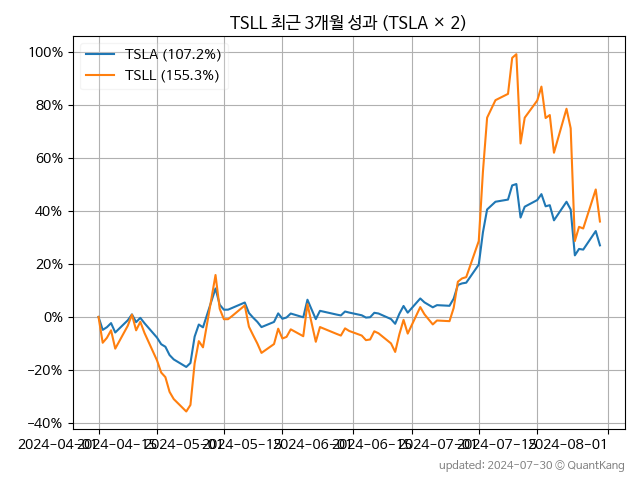 TSLL 최근 3개월 성과 (TSLA × 2)
TSLA (107.2%)
TSLL (155.3%)
100%
80%
60%
40%
20%
0%
−20%
−40%
2024-04-01 2024-04-15 2024-05-01 2024-05-15 2024-06-01 2024-06-15 2024-07-01 2024-07-15 2024-08-01
updated: 2024-07-30 © QuantKang